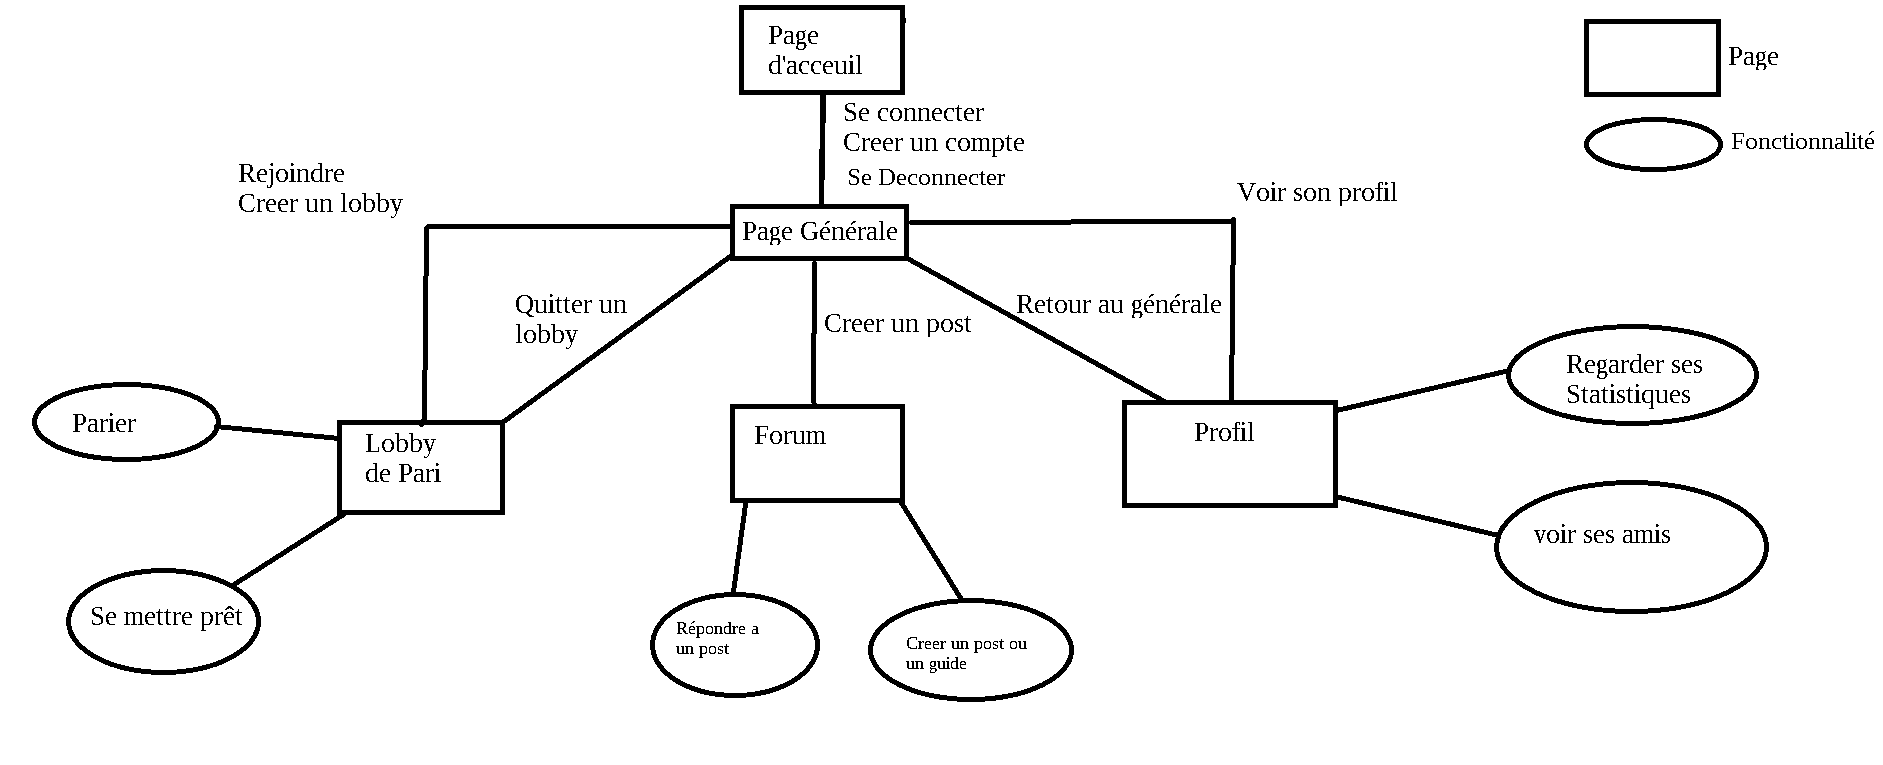 Page
d'acceuil
Page
Se connecter
Creer un compte
Se Deconnecter
Fonctionnalité
Rejoindre
Creer un lobby
Voir son profil
Page Générale
Quitter un
lobby
Creer un post
Retour au générale
Regarder ses
Statistiques
Parier
Lobby
de Pari
Forum
Profil
voir ses amis
Se mettre prêt
Répondre a
un post
Creer un post ou
un guide